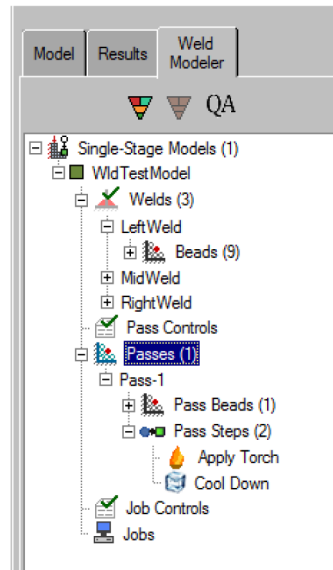 Model
Results
Weld
Modeler
QA
Single-Stage Models (1)
WldTestModel
Welds (3)
LeftWeld
Beads (9)
MidWeld
RightWeld
Pass Controls
Passes (1)
Pass-1
Pass Beads (1)
Pass Steps (2)
Apply Torch
Cool Down
Job Controls
Jobs